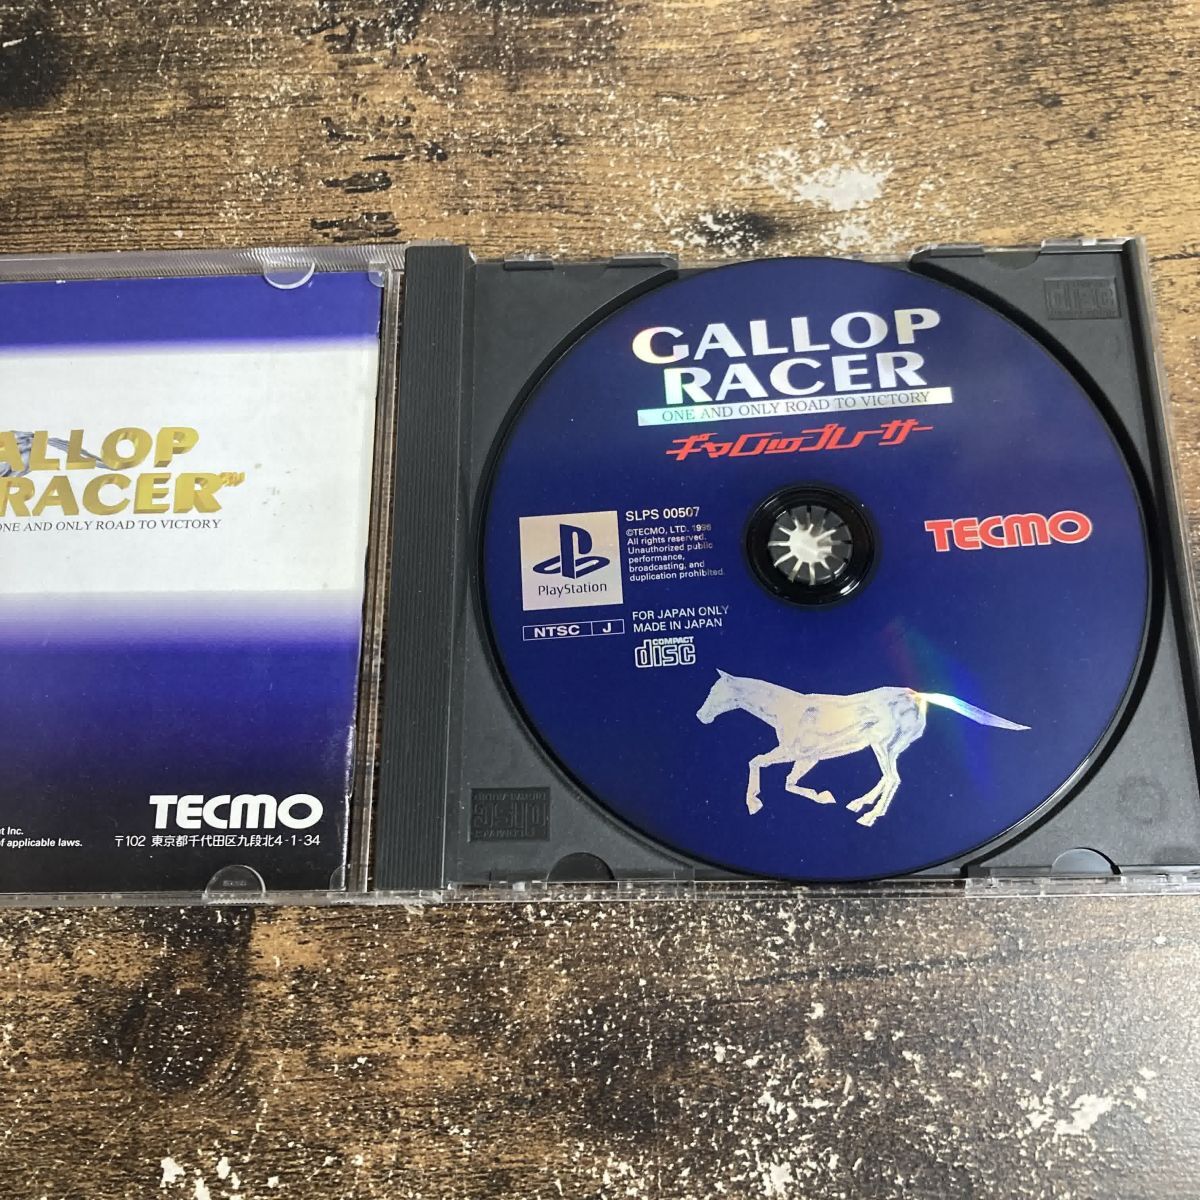 ALLOP
RACER
ONE AND ONLY ROAD TO VICTORY
TECMO
t Inc.
of applicable laws.
〒102 東京都千代田区九段北4-1-34
GALLOP
RACER
ONE AND ONLY ROAD TO VICTORY
ギャロップレーサー
SLPS 00507
©TECMO, LTD. 1996
All rights reserved.
Unauthorized public
performance,
broadcasting, and
duplication prohibited.
PlayStation
NTSC J
FOR JAPAN ONLY
MADE IN JAPAN
COMPACT
disc
TECMO
disc